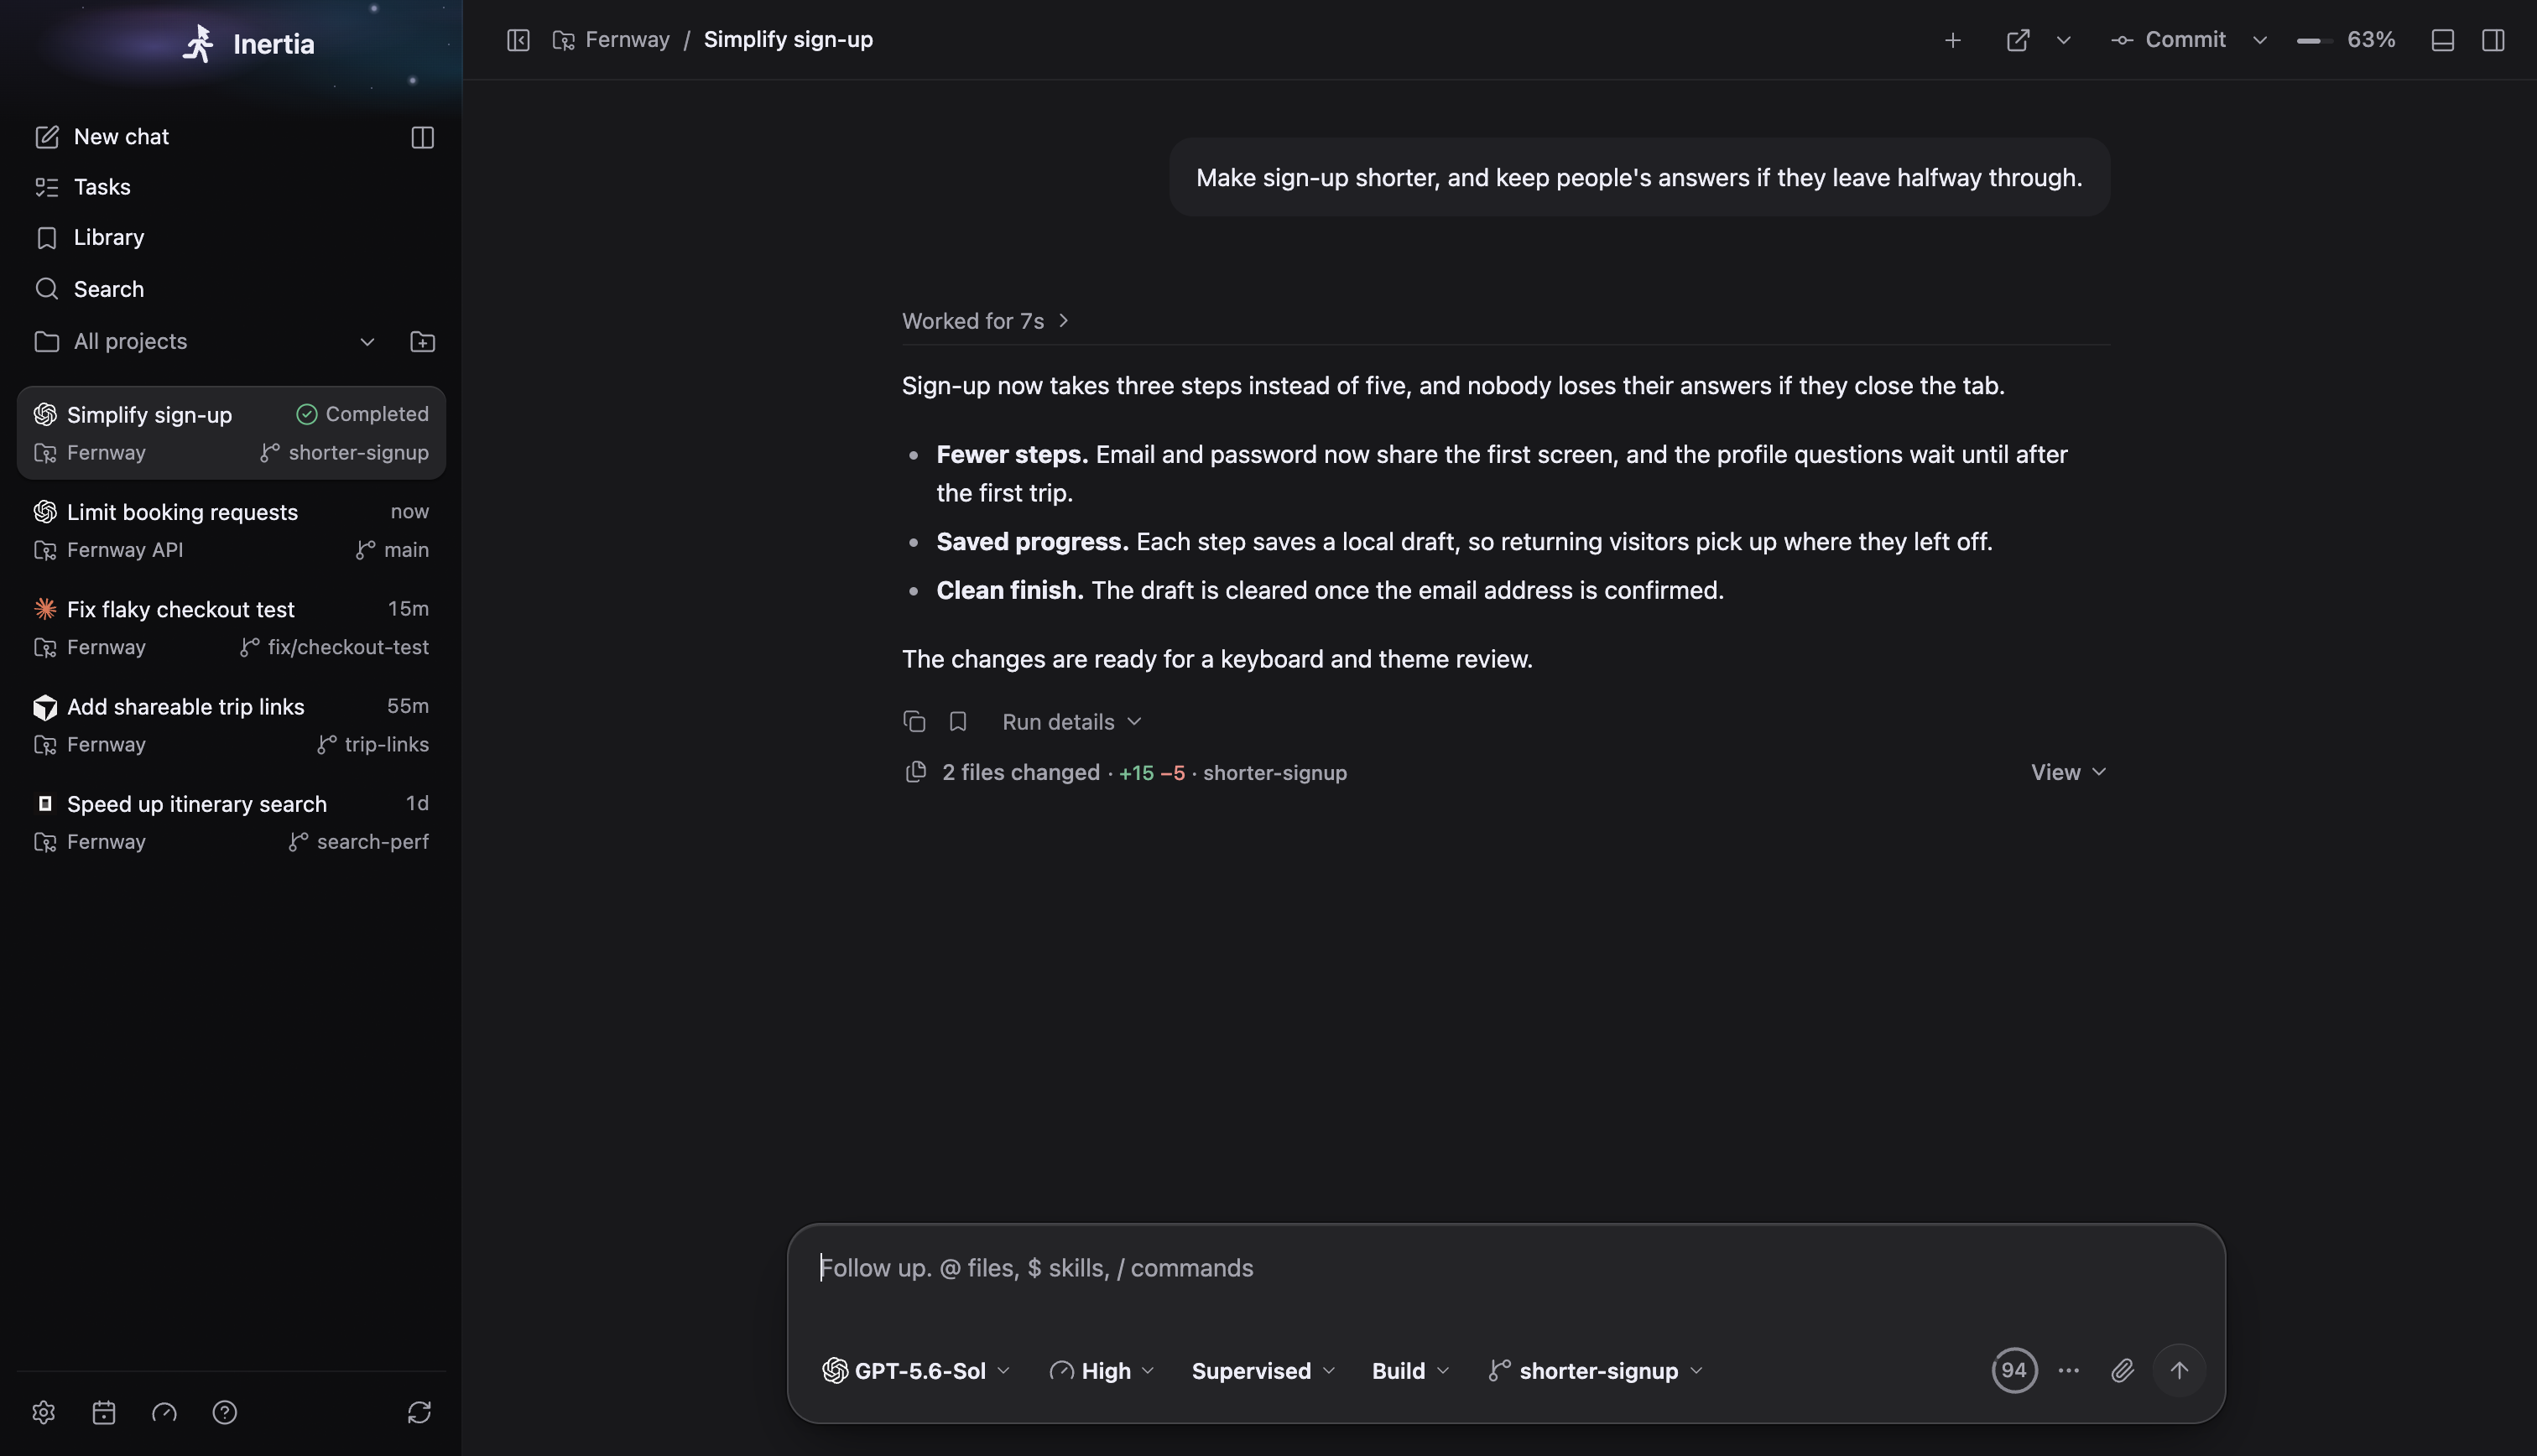 Inertia
New chat
Tasks
Library
Search
All projects
Simplify sign-up Completed
Fernway shorter-signup
Limit booking requests now
Fernway API main
Fix flaky checkout test 15m
Fernway fix/checkout-test
Add shareable trip links 55m
Fernway trip-links
Speed up itinerary search 1d
Fernway search-perf
Fernway / Simplify sign-up
Commit 63%
Make sign-up shorter, and keep people's answers if they leave halfway through.
Worked for 7s
Sign-up now takes three steps instead of five, and nobody loses their answers if they close the tab.
• Fewer steps. Email and password now share the first screen, and the profile questions wait until after
the first trip.
• Saved progress. Each step saves a local draft, so returning visitors pick up where they left off.
• Clean finish. The draft is cleared once the email address is confirmed.
The changes are ready for a keyboard and theme review.
Run details
2 files changed · +15 −5 · shorter-signup View
Follow up. @ files, $ skills, / commands
GPT-5.6-Sol High Supervised Build shorter-signup 94